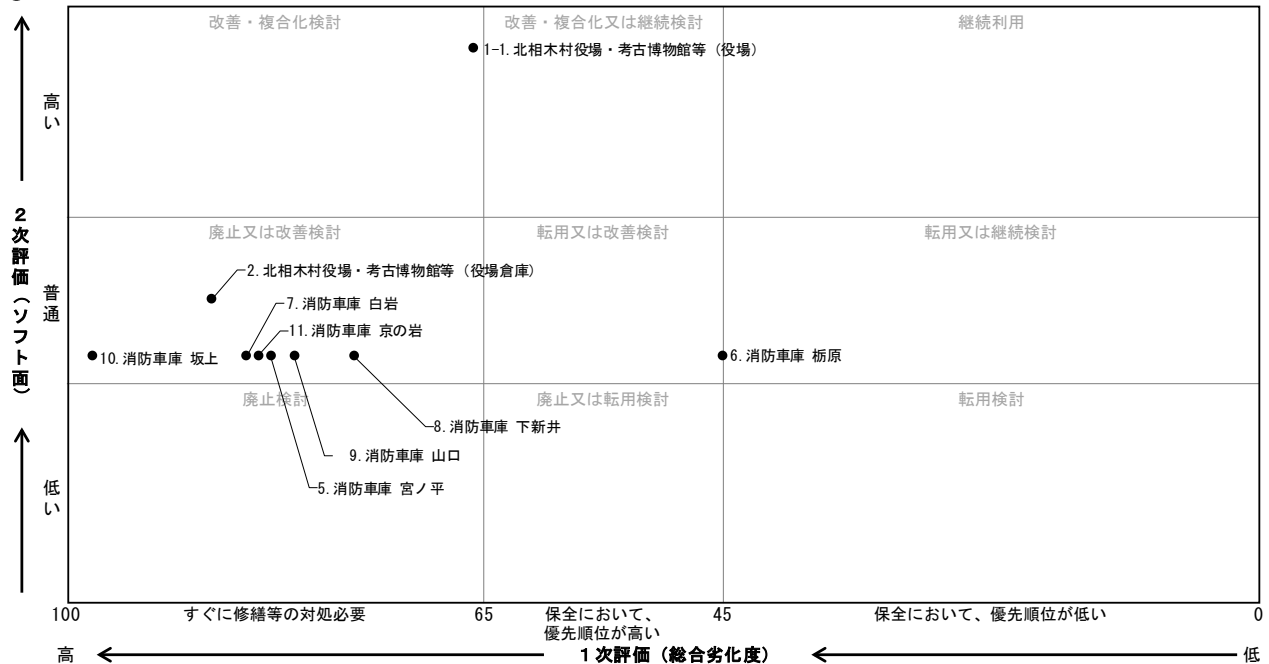 改善・複合化検討
改善・複合化又は継続検討
継続利用
1-1.北相木村役場・考古博物館等（役場）
高い
廃止又は改善検討
転用又は改善検討
転用又は継続検討
2次評価（ソフト面）
普通
2.北相木村役場・考古博物館等（役場倉庫）
7.消防車庫 白岩
11.消防車庫 京の岩
10.消防車庫 坂上
6.消防車庫 栃原
廃止検討
廃止又は転用検討
転用検討
8.消防車庫 下新井
9.消防車庫 山口
5.消防車庫 宮ノ平
低い
100
すぐに修繕等の対処必要
65
保全において、
優先順位が高い
45
保全において、優先順位が低い
0
高
1次評価（総合劣化度）
低